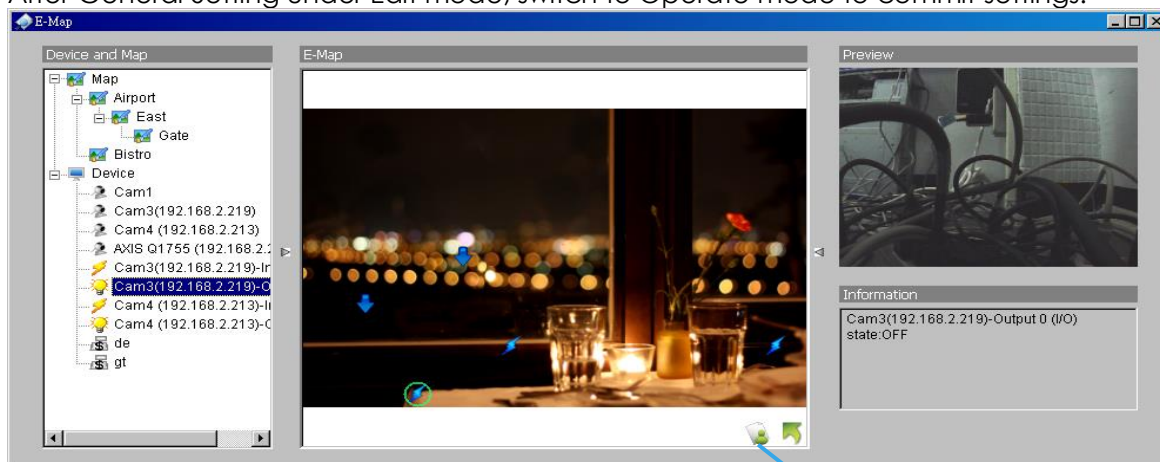 After General setting under Edit mode, switch to Operate mode to commit settings.
E-Map
Device and Map
E-Map
Preview
Map
Airport
East
Gate
Bistro
Device
Cam1
Cam3(192.168.2.219)
Cam4 (192.168.2.213)
AXIS Q1755 (192.168.2.
Cam3(192.168.2.219)-In
Cam3(192.168.2.219)-O
Cam4 (192.168.2.213)-I
Cam4 (192.168.2.213)-
de
gt
Information
Cam3(192.168.2.219)-Output 0 (I/O)
state:OFF